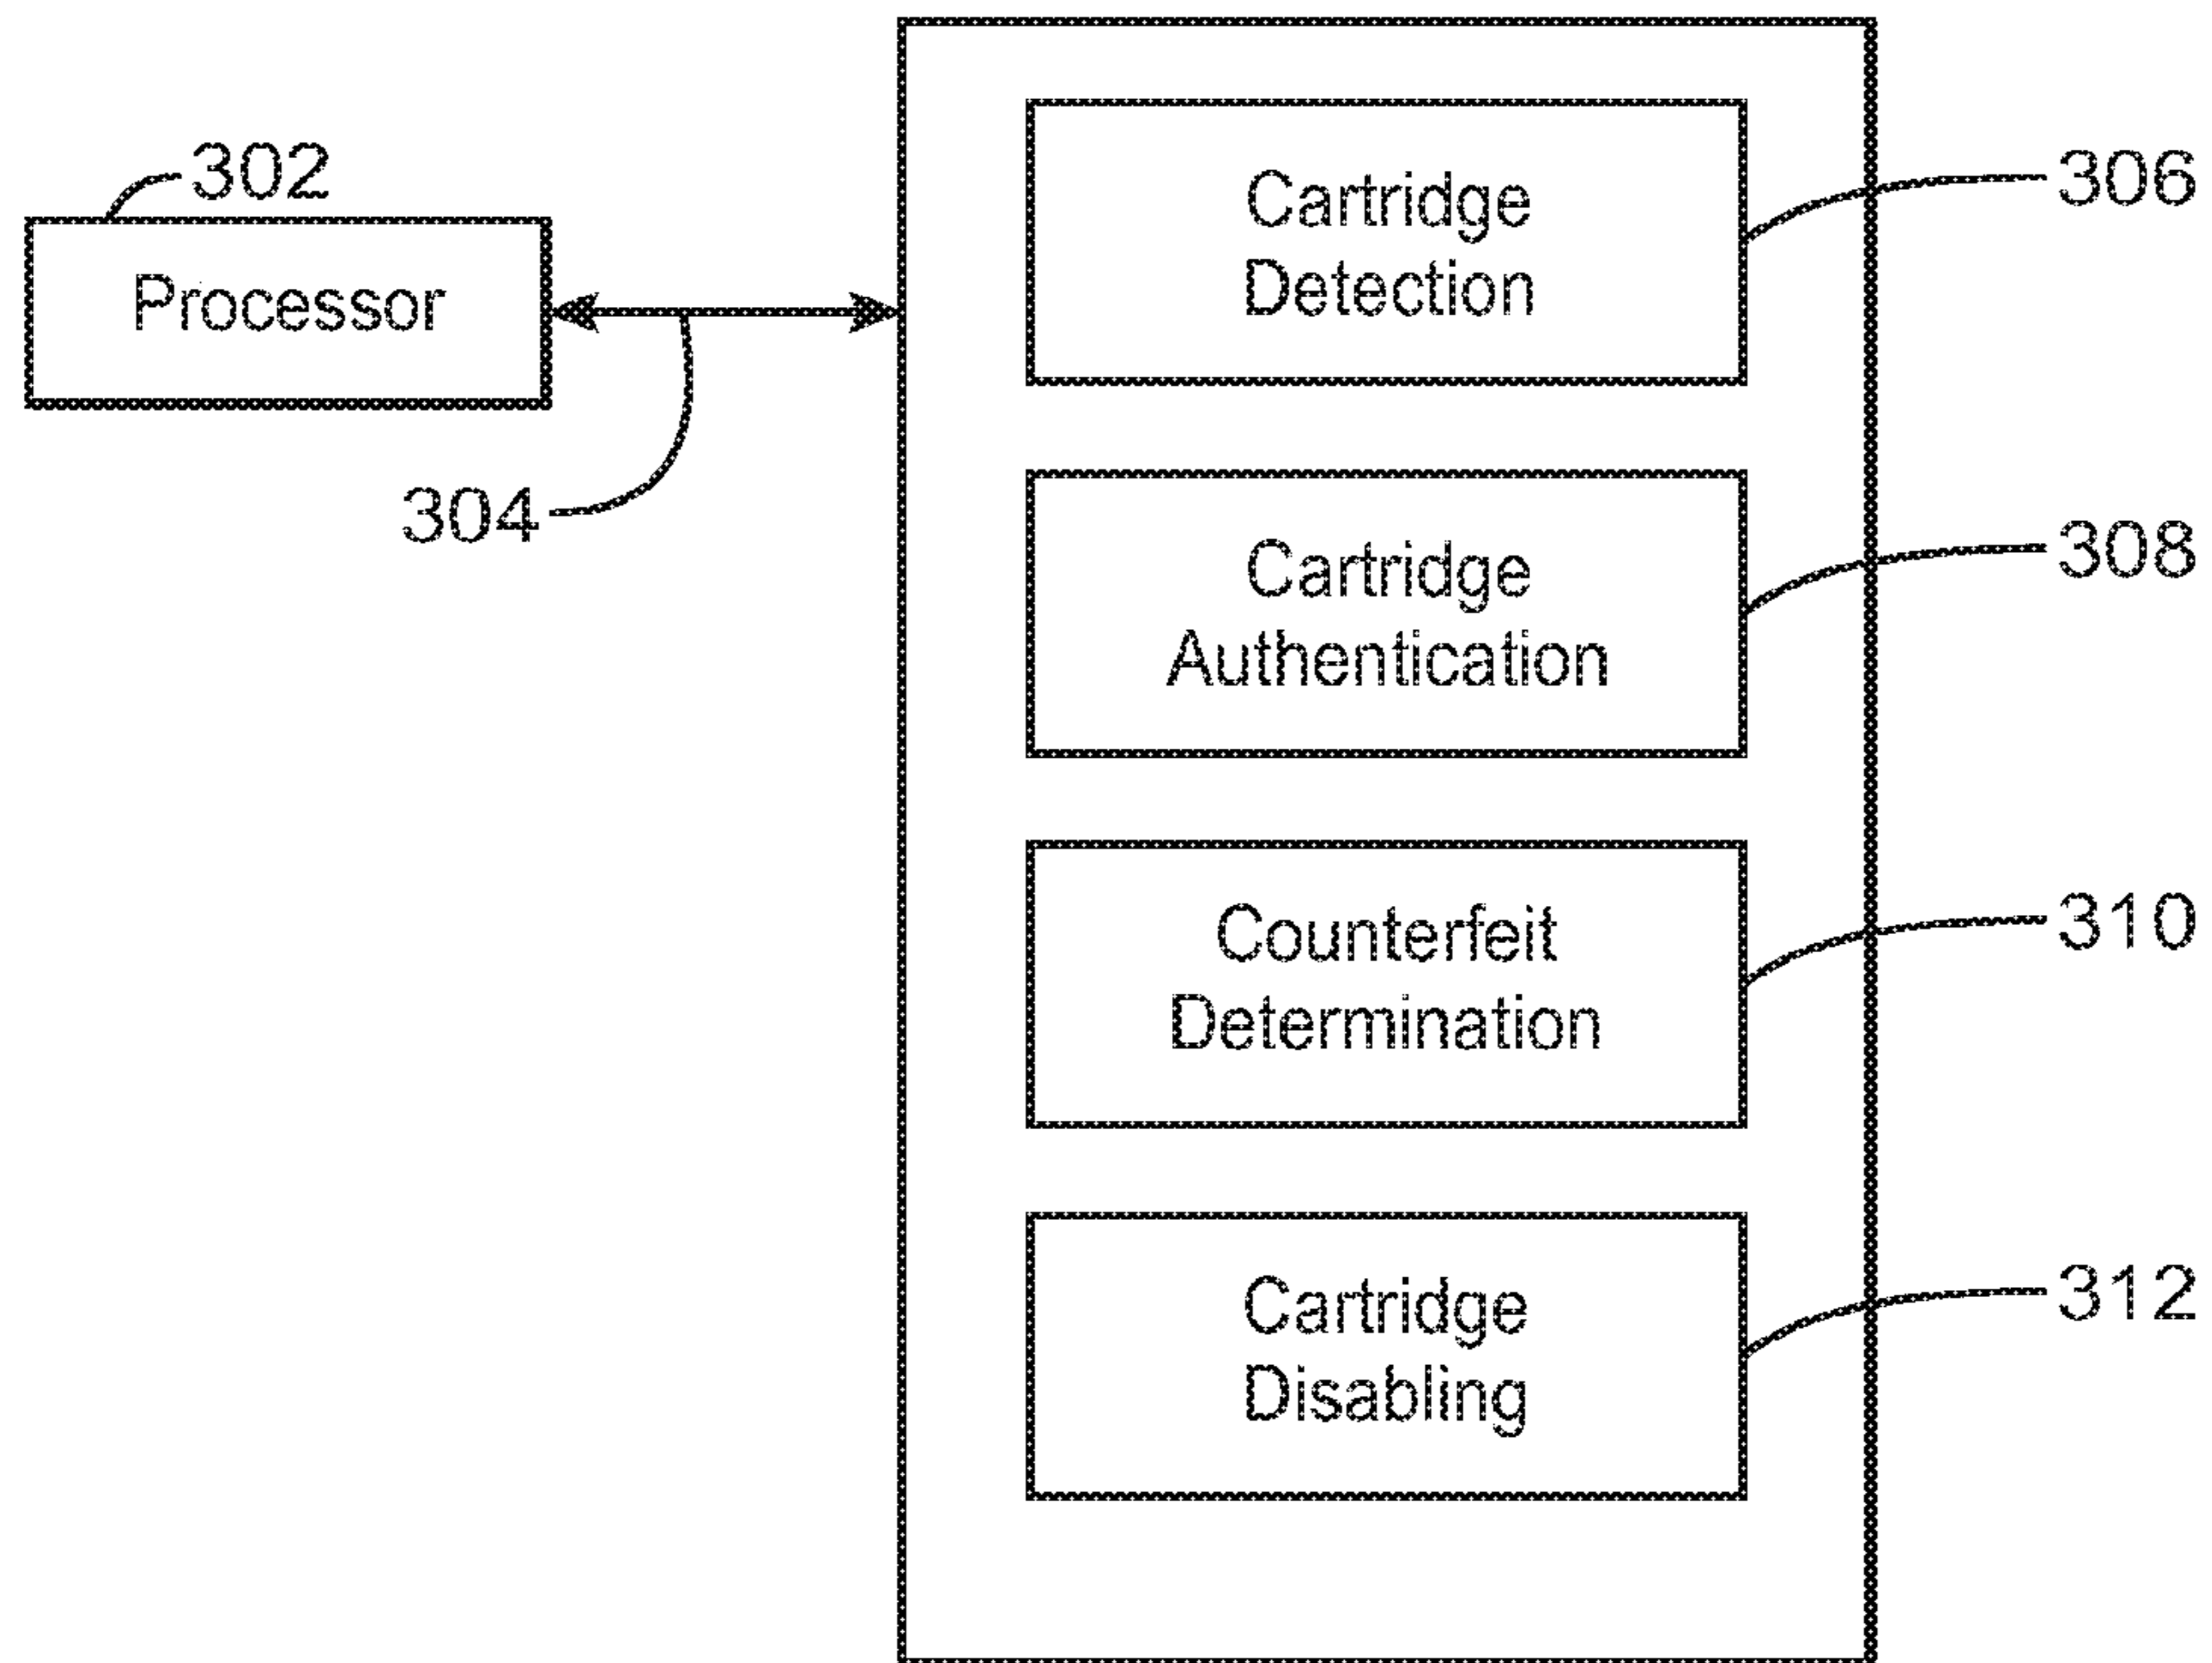 302
Processor
304
Cartridge
Detection
306
Cartridge
Authentication
308
Counterfeit
Determination
310
Cartridge
Disabling
312